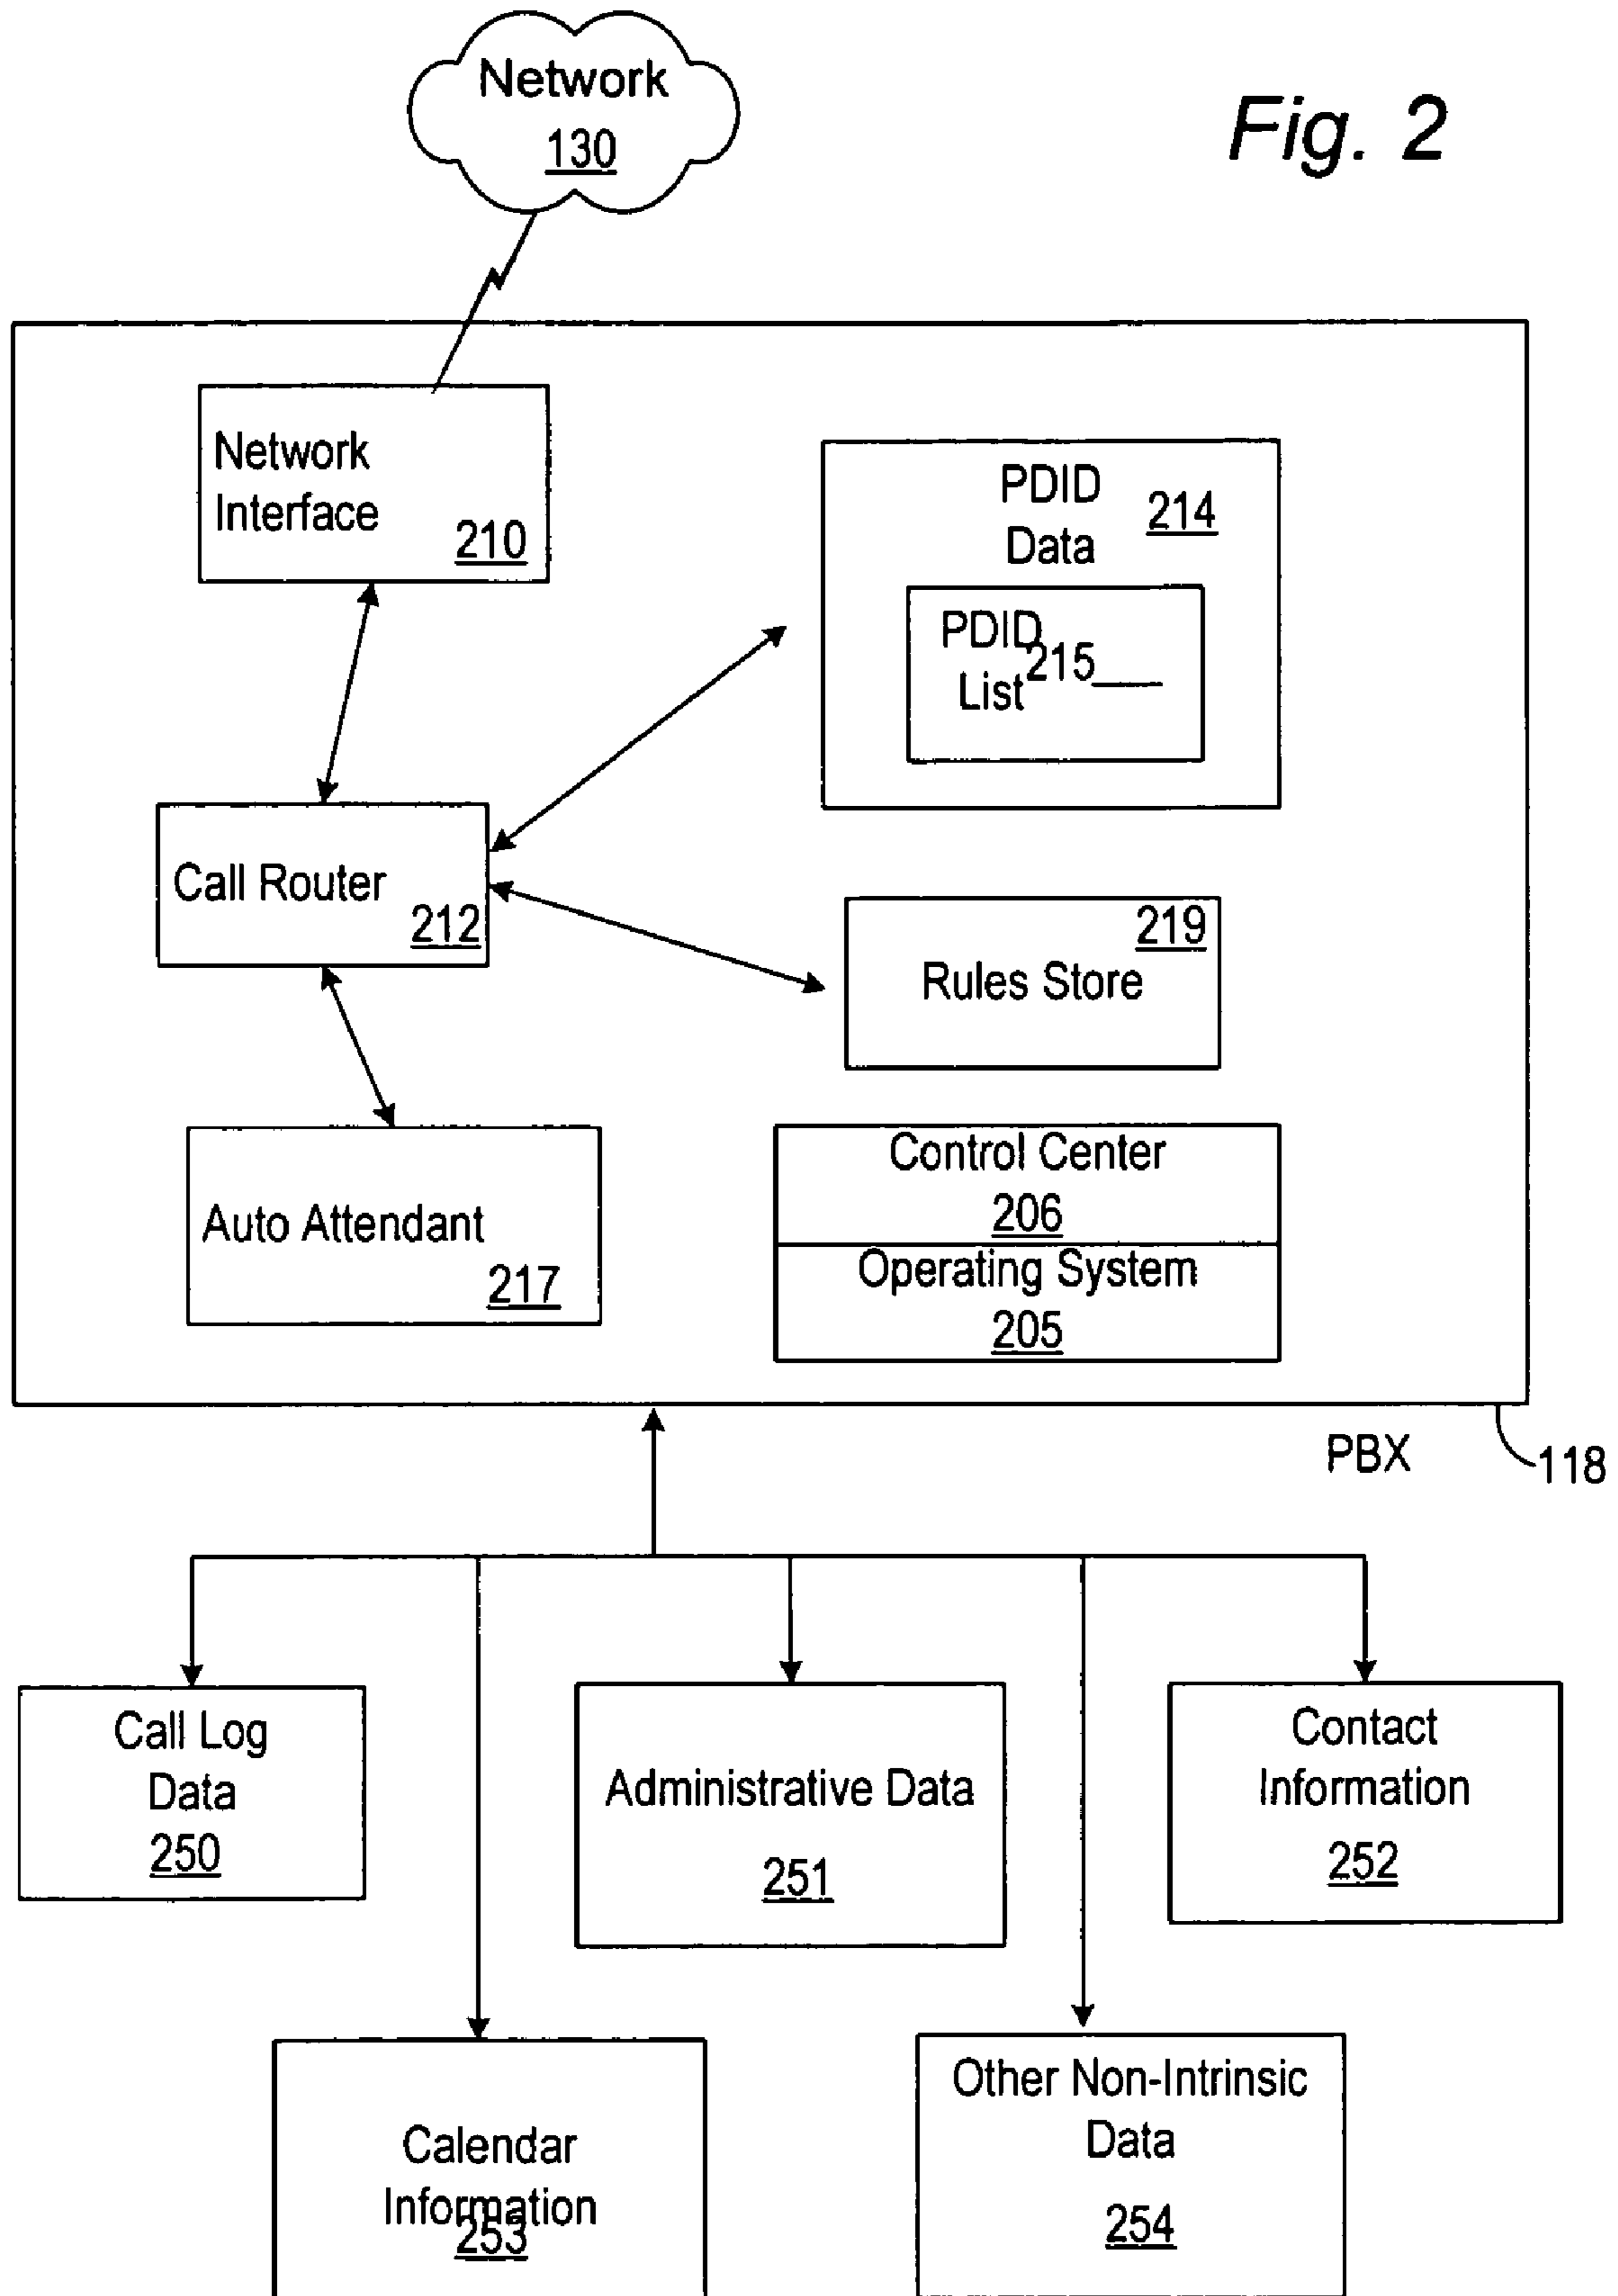 Network
130
Fig. 2
Network
Interface
210
PDID
Data
214
PDID
List
215
Call Router
212
219
Rules Store
Auto Attendant
217
Control Center
206
Operating System
205
PBX
118
Call Log
Data
250
Administrative Data
251
Contact
Information
252
Calendar
Information
253
Other Non-Intrinsic
Data
254